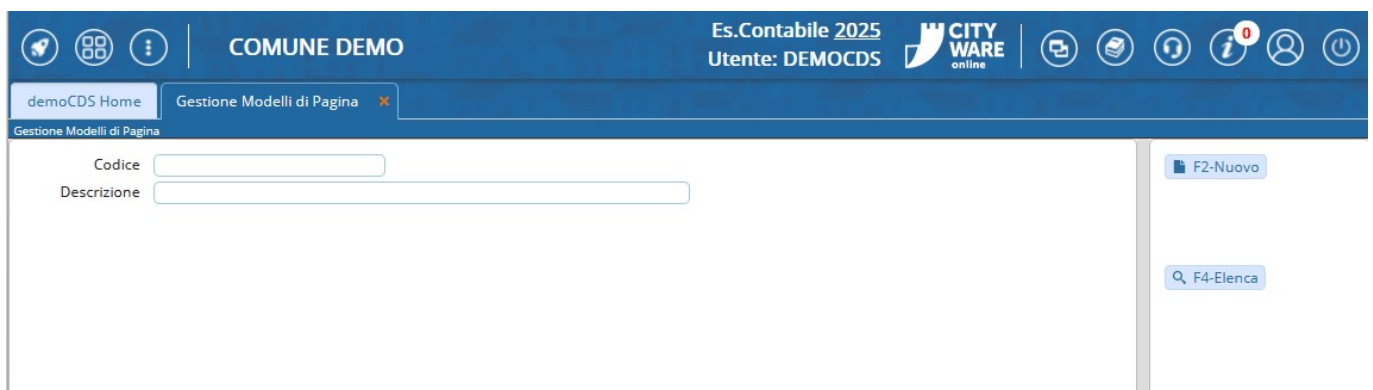 COMUNE DEMO
Es.Contabile 2025
Utente: DEMOCDS
CITY
WARE
online
0
demoCDS Home
Gestione Modelli di Pagina
Gestione Modelli di Pagina
Codice
F2-Nuovo
Descrizione
F4-Elenca